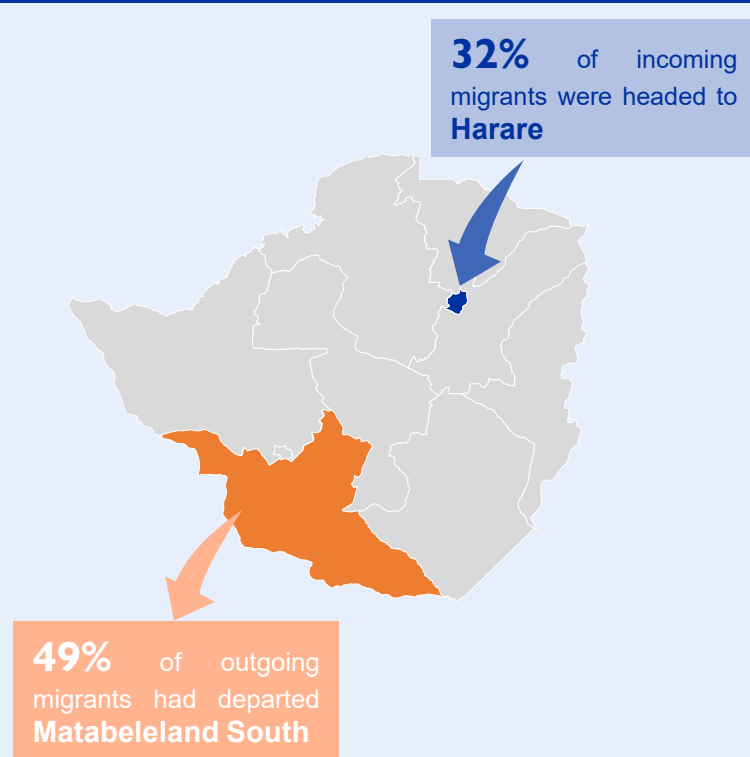 32% of incoming
migrants were headed to
Harare
49% of outgoing
migrants had departed
Matabeleland South